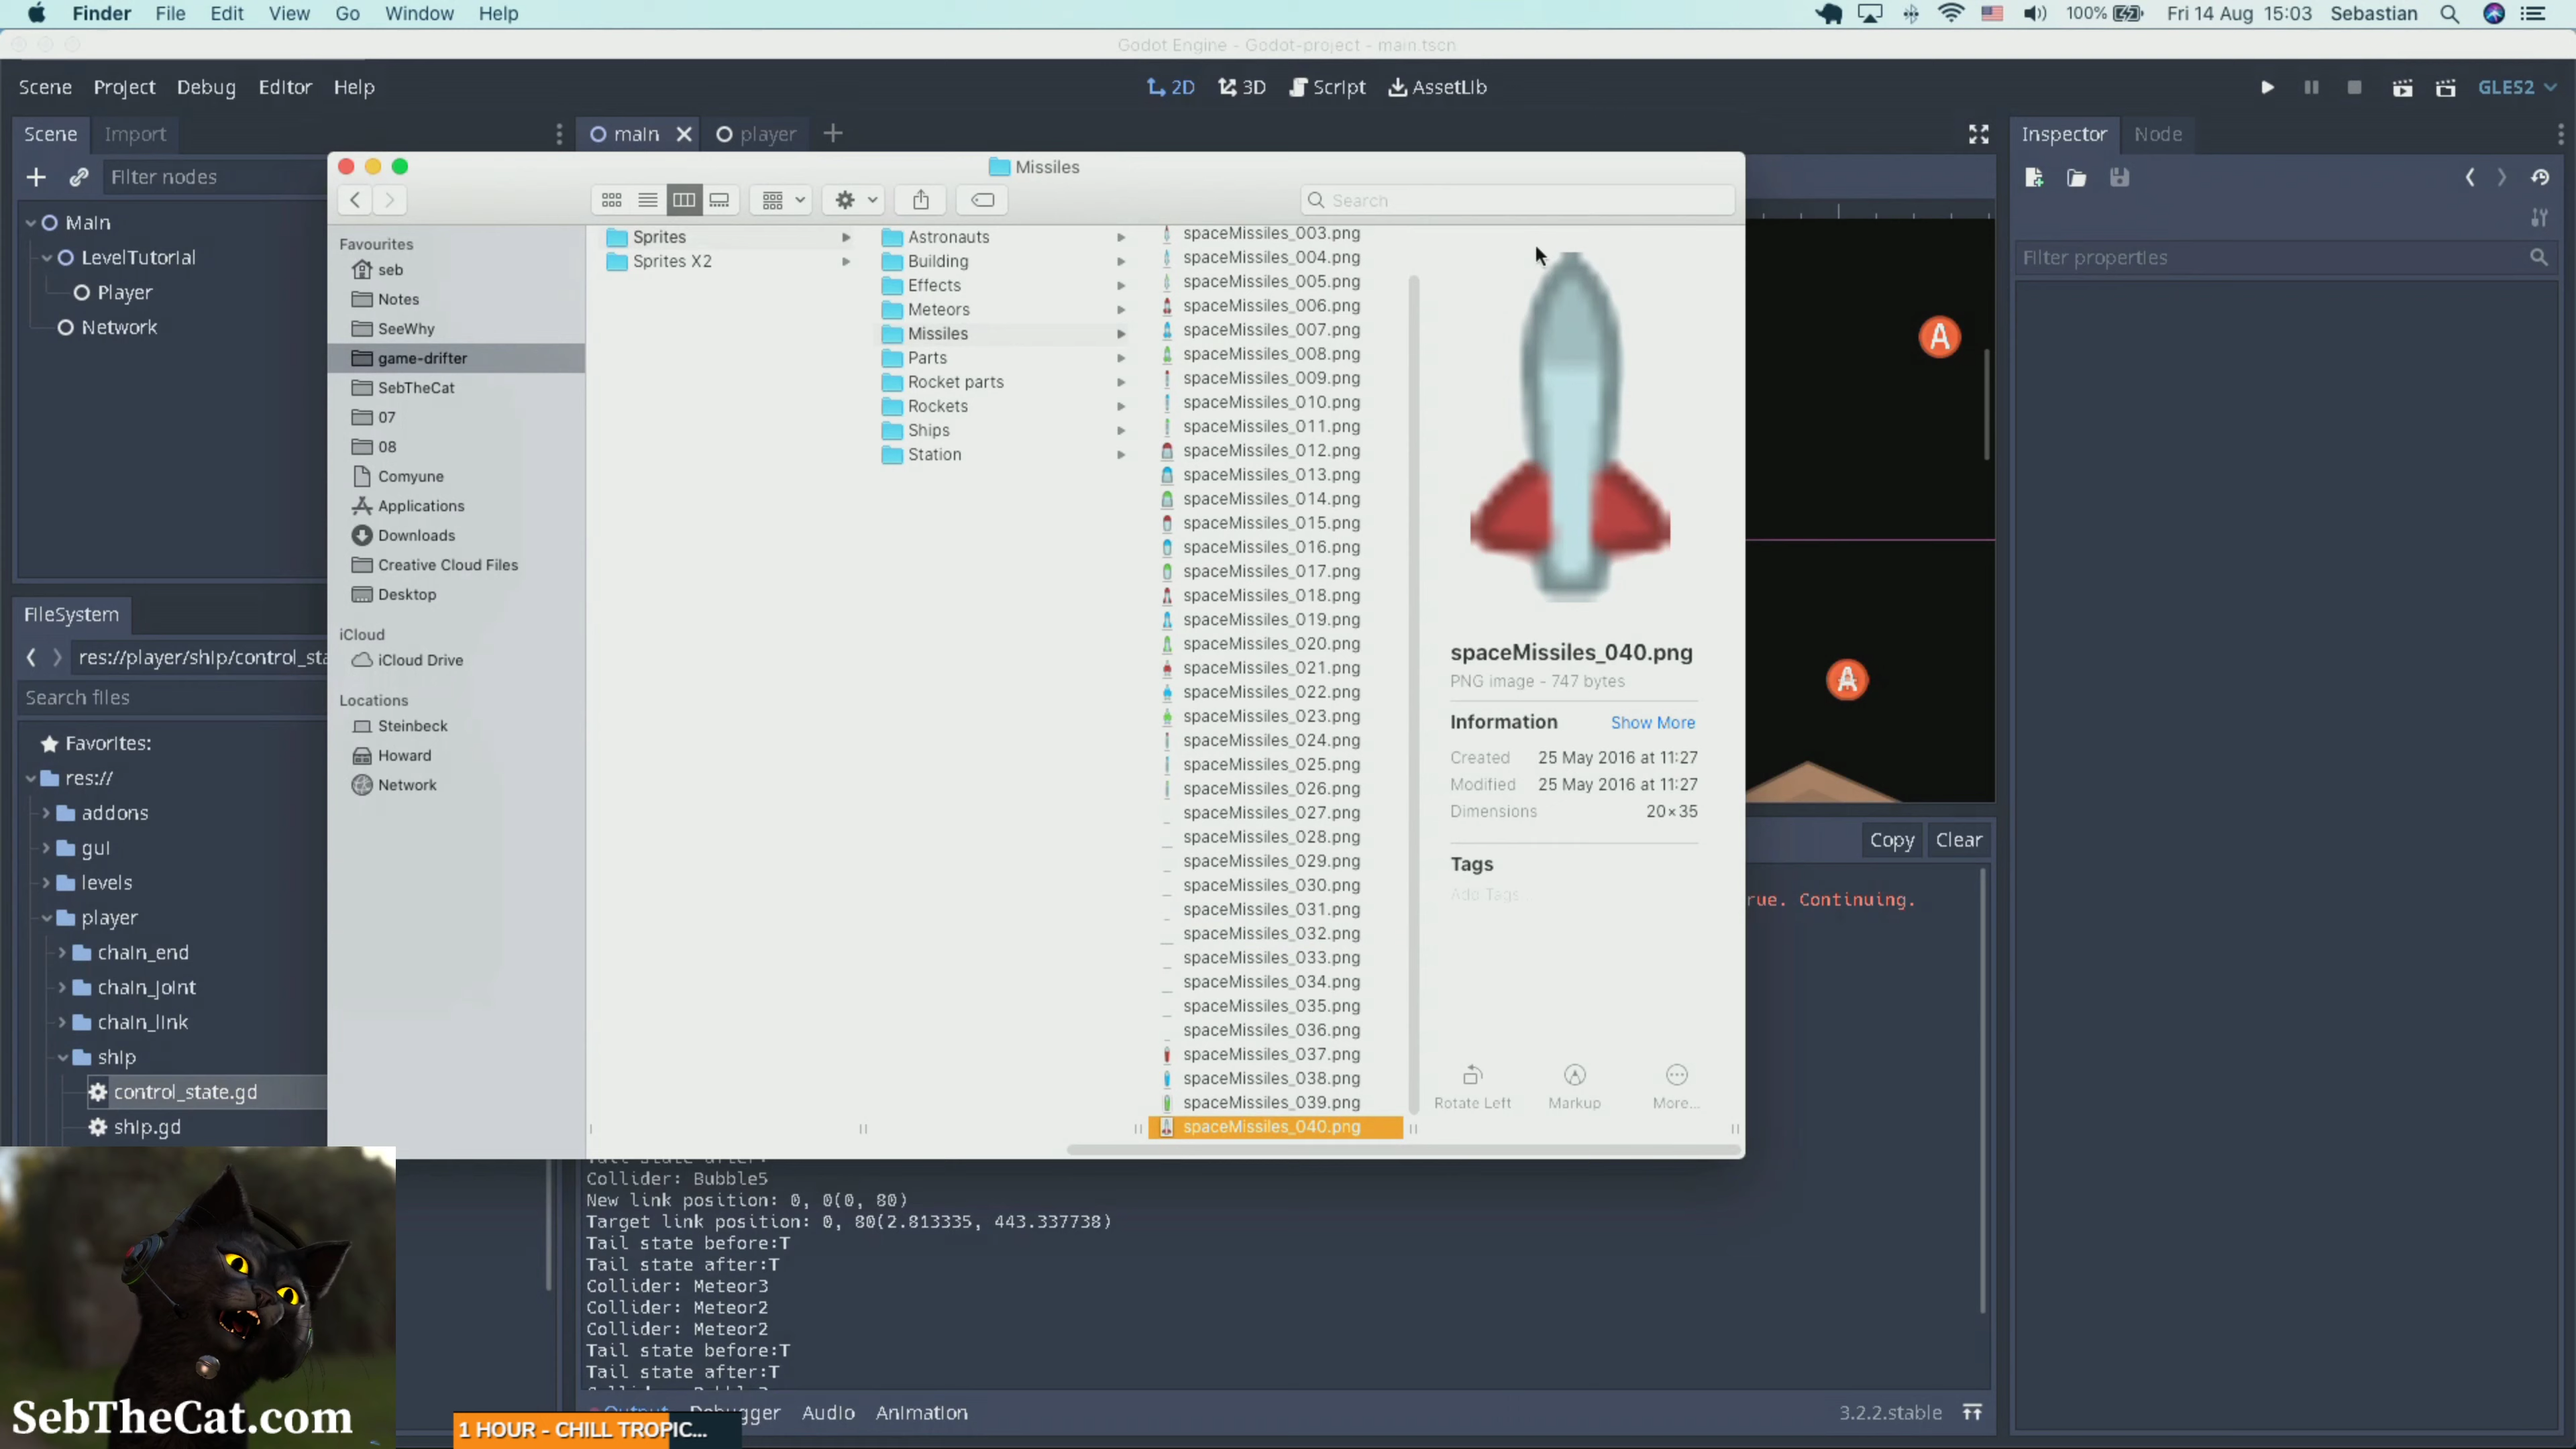 Finder File Edit View Go Window Help
100% Fri 14 Aug 15:03 Sebastian
Godot Engine - Godot-project - main.tscn
Scene Project Debug Editor Help
2D 3D Script AssetLib
GLES2
Scene Import
main player
Inspector Node
Filter nodes
Filter properties
Main
LevelTutorial
Player
Network
FileSystem
res://player/ship/control_sta
Search files
Favorites:
res://
addons
gui
levels
player
chain_end
chain_joint
chain_link
ship
control_state.gd
ship.gd
Missiles
Search
Favourites
seb
Notes
SeeWhy
game-drifter
SebTheCat
07
08
Comyune
Applications
Downloads
Creative Cloud Files
Desktop
iCloud
iCloud Drive
Locations
Steinbeck
Howard
Network
Sprites
Sprites X2
Astronauts
Building
Effects
Meteors
Missiles
Parts
Rocket parts
Rockets
Ships
Station
spaceMissiles_003.png
spaceMissiles_004.png
spaceMissiles_005.png
spaceMissiles_006.png
spaceMissiles_007.png
spaceMissiles_008.png
spaceMissiles_009.png
spaceMissiles_010.png
spaceMissiles_011.png
spaceMissiles_012.png
spaceMissiles_013.png
spaceMissiles_014.png
spaceMissiles_015.png
spaceMissiles_016.png
spaceMissiles_017.png
spaceMissiles_018.png
spaceMissiles_019.png
spaceMissiles_020.png
spaceMissiles_021.png
spaceMissiles_022.png
spaceMissiles_023.png
spaceMissiles_024.png
spaceMissiles_025.png
spaceMissiles_026.png
spaceMissiles_027.png
spaceMissiles_028.png
spaceMissiles_029.png
spaceMissiles_030.png
spaceMissiles_031.png
spaceMissiles_032.png
spaceMissiles_033.png
spaceMissiles_034.png
spaceMissiles_035.png
spaceMissiles_036.png
spaceMissiles_037.png
spaceMissiles_038.png
spaceMissiles_039.png
spaceMissiles_040.png
spaceMissiles_040.png
PNG image - 747 bytes
Information Show More
Created 25 May 2016 at 11:27
Modified 25 May 2016 at 11:27
Dimensions 20×35
Tags
Add Tags
Rotate Left Markup More...
A
A
Copy Clear
rue. Continuing.
Collider: Bubble5
New link position: 0, 0(0, 80)
Target link position: 0, 80(2.813335, 443.337738)
Tail state before:T
Tail state after:T
Collider: Meteor3
Collider: Meteor2
Collider: Meteor2
Tail state before:T
Tail state after:T
Output Debugger Audio Animation
3.2.2.stable
SebTheCat.com
1 HOUR - CHILL TROPIC...